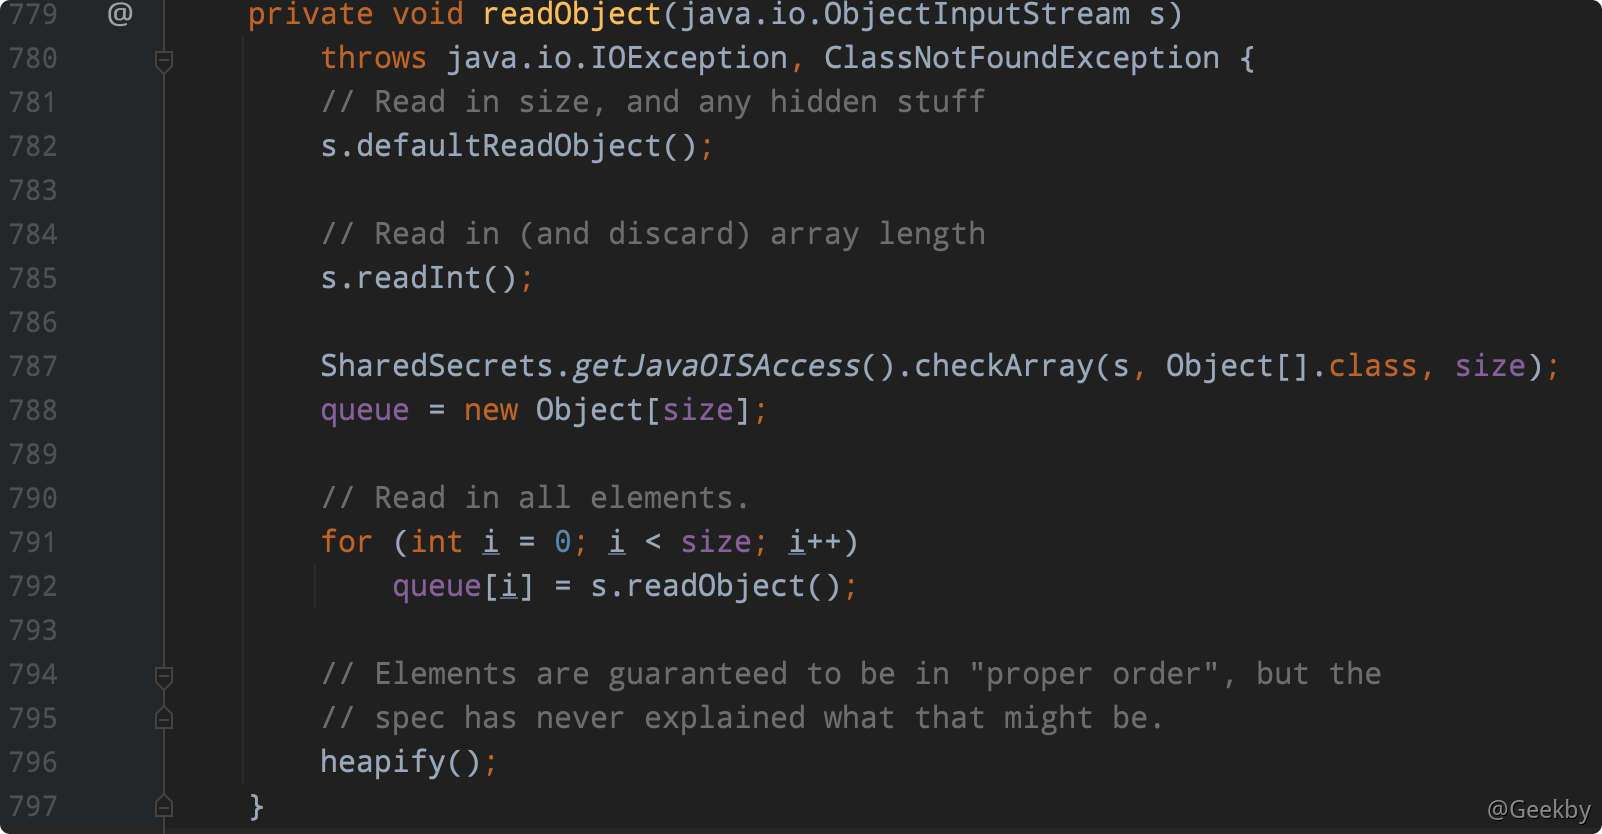 779 @ private void readObject(java.io.ObjectInputStream s)
780 throws java.io.IOException, ClassNotFoundException {
781 // Read in size, and any hidden stuff
782 s.defaultReadObject();
783
784 // Read in (and discard) array length
785 s.readInt();
786
787 SharedSecrets.getJavaOISAccess().checkArray(s, Object[].class, size);
788 queue = new Object[size];
789
790 // Read in all elements.
791 for (int i = 0; i < size; i++)
792 queue[i] = s.readObject();
793
794 // Elements are guaranteed to be in "proper order", but the
795 // spec has never explained what that might be.
796 heapify();
797 }
@Geekby